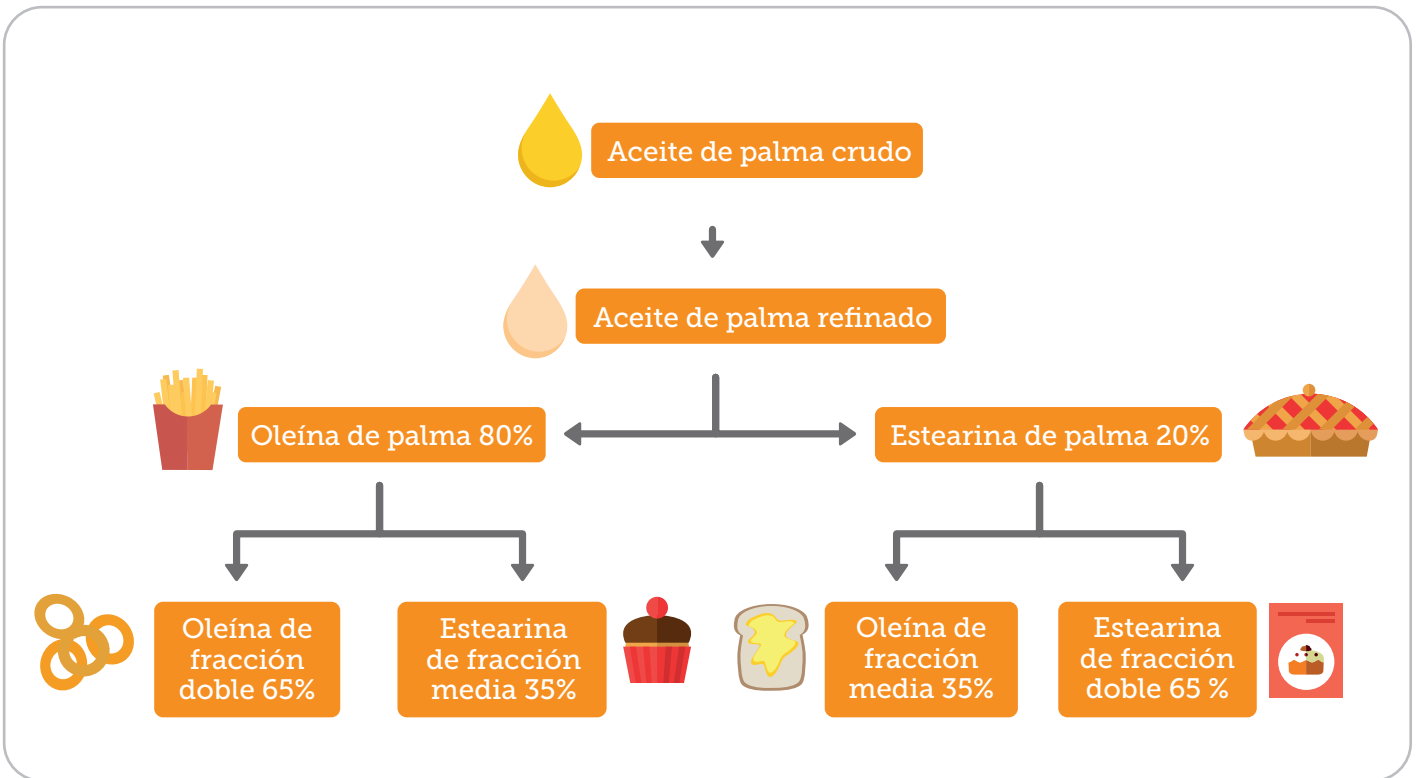 Aceite de palma crudo
Aceite de palma refinado
Oleína de palma 80%
Estearina de palma 20%
Oleína de
fracción
doble 65%
Estearina
de fracción
media 35%
Oleína de
fracción
media 35%
Estearina
de fracción
doble 65 %